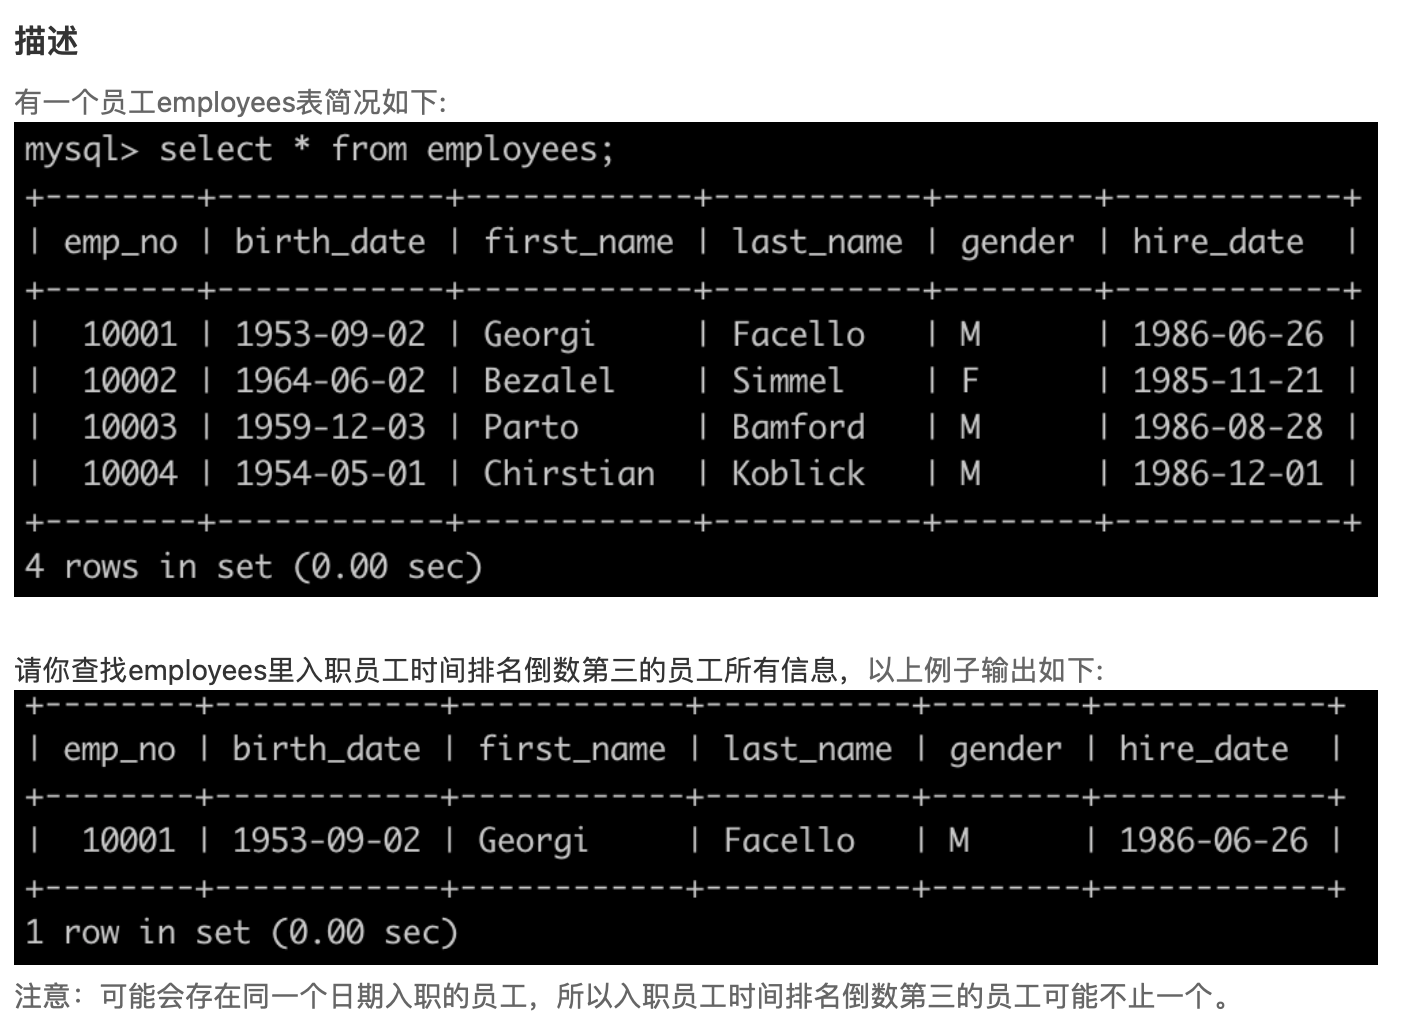 描述
有一个员工employees表简况如下:
mysql> select * from employees;
+--------+------------+------------+-----------+--------+------------+
| emp_no | birth_date | first_name | last_name | gender | hire_date  |
+--------+------------+------------+-----------+--------+------------+
|  10001 | 1953-09-02 | Georgi     | Facello   | M      | 1986-06-26 |
|  10002 | 1964-06-02 | Bezalel    | Simmel    | F      | 1985-11-21 |
|  10003 | 1959-12-03 | Parto      | Bamford   | M      | 1986-08-28 |
|  10004 | 1954-05-01 | Chirstian  | Koblick   | M      | 1986-12-01 |
+--------+------------+------------+-----------+--------+------------+
4 rows in set (0.00 sec)
请你查找employees里入职员工时间排名倒数第三的员工所有信息，以上例子输出如下:
+--------+------------+------------+-----------+--------+------------+
| emp_no | birth_date | first_name | last_name | gender | hire_date  |
+--------+------------+------------+-----------+--------+------------+
|  10001 | 1953-09-02 | Georgi     | Facello   | M      | 1986-06-26 |
+--------+------------+------------+-----------+--------+------------+
1 row in set (0.00 sec)
注意：可能会存在同一个日期入职的员工，所以入职员工时间排名倒数第三的员工可能不止一个。